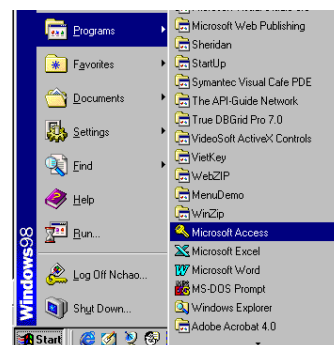 Programs
Favorites
Documents
Settings
Find
Help
Run...
Log Off Nchao...
Shut Down...
Windows98
Start
Microsoft Web Publishing
Sheridan
StartUp
Symantec Visual Cafe PDE
The API-Guide Network
True DBGrid Pro 7.0
VideoSoft ActiveX Controls
VietKey
WebZIP
MenuDemo
WinZip
Microsoft Access
Microsoft Excel
Microsoft Word
MS-DOS Prompt
Windows Explorer
Adobe Acrobat 4.0